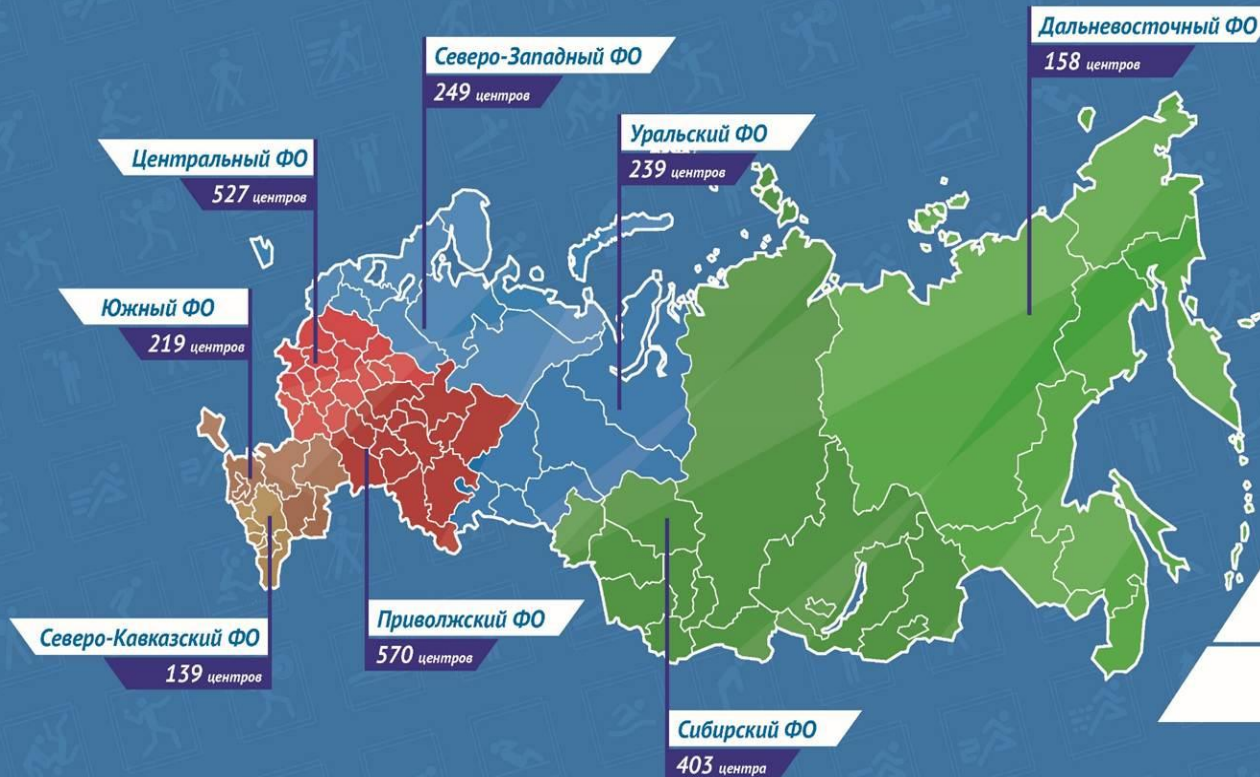 Дальневосточный ФО
158 центров
Северо-Западный ФО
249 центров
Уральский ФО
239 центров
Центральный ФО
527 центров
Южный ФО
219 центров
Приволжский ФО
570 центров
Северо-Кавказский ФО
139 центров
Сибирский ФО
403 центра